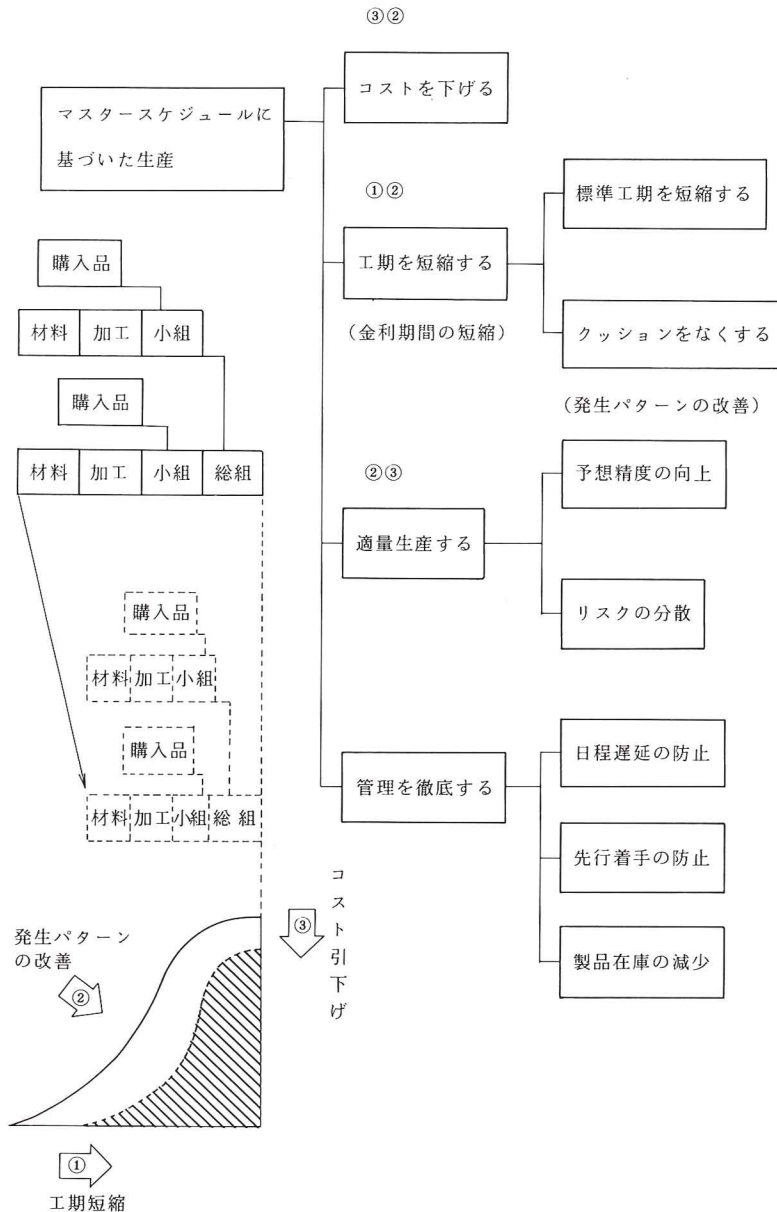 ③②
コストを下げる
マスタースケジュールに
基づいた生産
①②
標準工期を短縮する
工期を短縮する
(金利期間の短縮)
クッションをなくする
(発生パターンの改善)
購入品
材料 加工 小組
購入品
材料 加工 小組 総組
②③
予想精度の向上
適量生産する
リスクの分散
購入品
材料 加工 小組
購入品
材料 加工 小組 総組
日程遅延の防止
管理を徹底する
先行着手の防止
製品在庫の減少
コスト引下げ
③
発生パターン
の改善
②
①
工期短縮